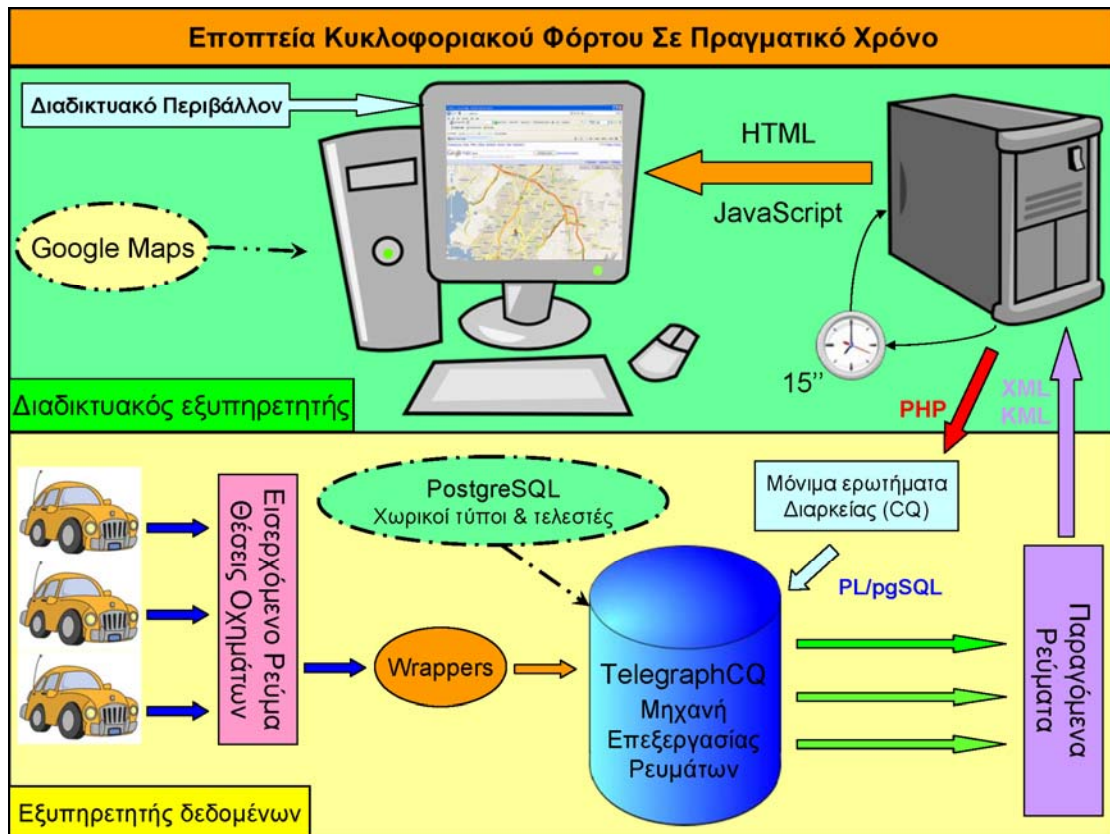 Εποπτεία Κυκλοφοριακού Φόρτου Σε Πραγματικό Χρόνο
Διαδικτυακό Περιβάλλον
HTML
JavaScript
Google Maps
15’’
Διαδικτυακός εξυπηρετητής
PHP
XML
KML
PostgreSQL
Χωρικοί τύποι & τελεστές
Μόνιμα ερωτήματα
Διαρκείας (CQ)
PL/pgSQL
Εισερχόμενο Ρεύμα
Θέσεις Οχημάτων
Wrappers
TelegraphCQ
Μηχανή
Επεξεργασίας
Ρευμάτων
Παραγόμενα
Ρεύματα
Εξυπηρετητής δεδομένων